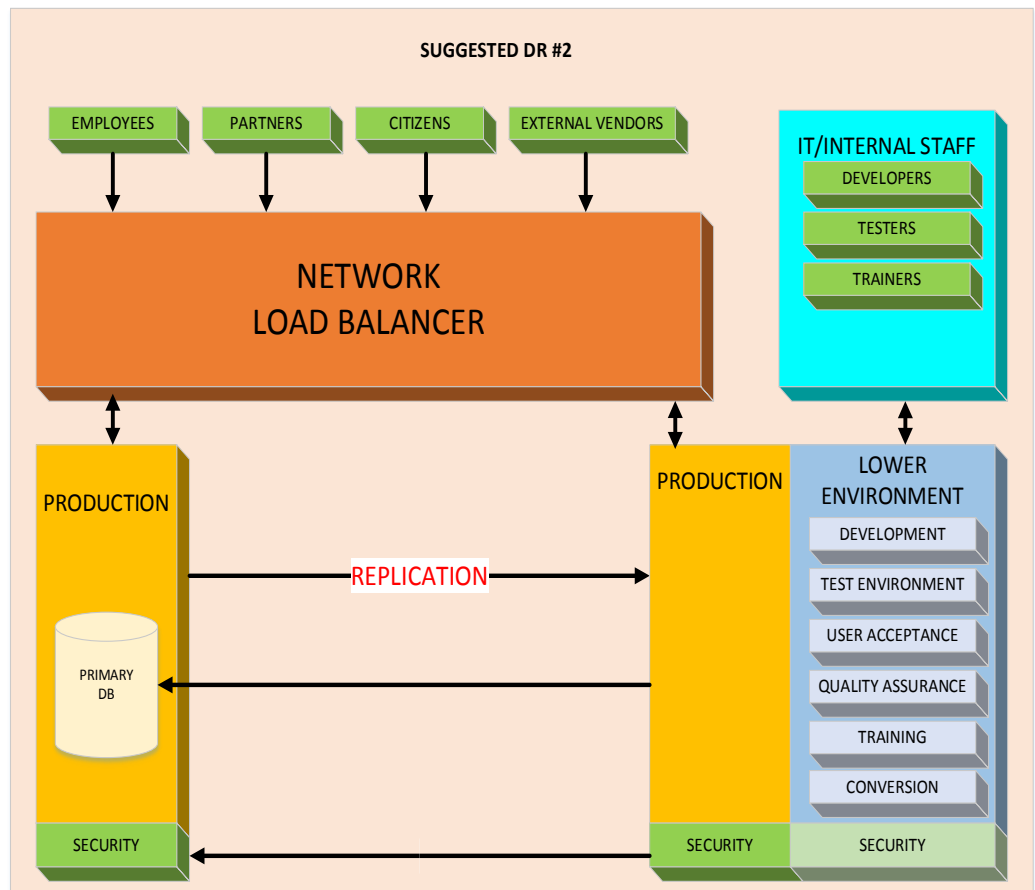 SUGGESTED DR #2
EMPLOYEES
PARTNERS
CITIZENS
EXTERNAL VENDORS
IT/INTERNAL STAFF
DEVELOPERS
TESTERS
TRAINERS
NETWORK
LOAD BALANCER
PRODUCTION
REPLICATION
PRIMARY
DB
SECURITY
PRODUCTION
SECURITY
LOWER
ENVIRONMENT
DEVELOPMENT
TEST ENVIRONMENT
USER ACCEPTANCE
QUALITY ASSURANCE
TRAINING
CONVERSION
SECURITY